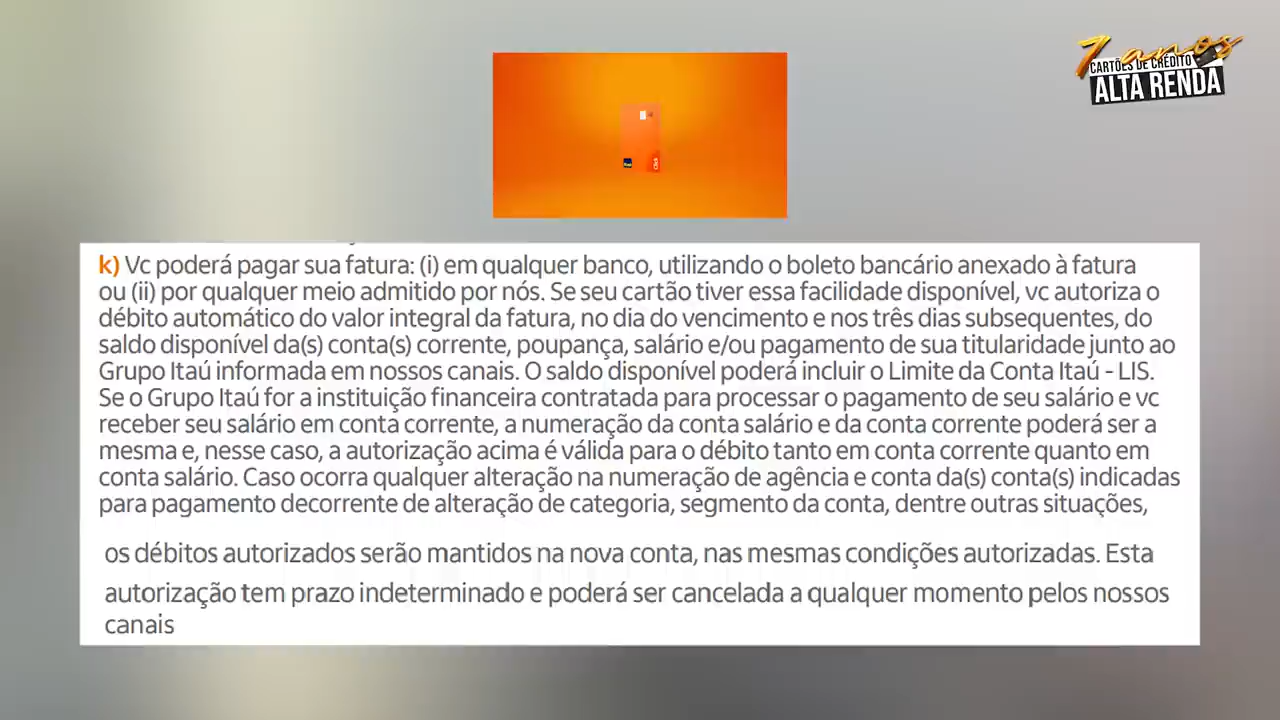 7 anos
CARTÕES DE CRÉDITO
ALTA RENDA
k) Vc poderá pagar sua fatura: (i) em qualquer banco, utilizando o boleto bancário anexado à fatura
ou (ii) por qualquer meio admitido por nós. Se seu cartão tiver essa facilidade disponível, vc autoriza o
débito automático do valor integral da fatura, no dia do vencimento e nos três dias subsequentes, do
saldo disponível da(s) conta(s) corrente, poupança, salário e/ou pagamento de sua titularidade junto ao
Grupo Itaú informada em nossos canais. O saldo disponível poderá incluir o Limite da Conta Itaú - LIS.
Se o Grupo Itaú for a instituição financeira contratada para processar o pagamento de seu salário e vc
receber seu salário em conta corrente, a numeração da conta salário e da conta corrente poderá ser a
mesma e, nesse caso, a autorização acima é válida para o débito tanto em conta corrente quanto em
conta salário. Caso ocorra qualquer alteração na numeração de agência e conta da(s) conta(s) indicadas
para pagamento decorrente de alteração de categoria, segmento da conta, dentre outras situações,
os débitos autorizados serão mantidos na nova conta, nas mesmas condições autorizadas. Esta
autorização tem prazo indeterminado e poderá ser cancelada a qualquer momento pelos nossos
canais